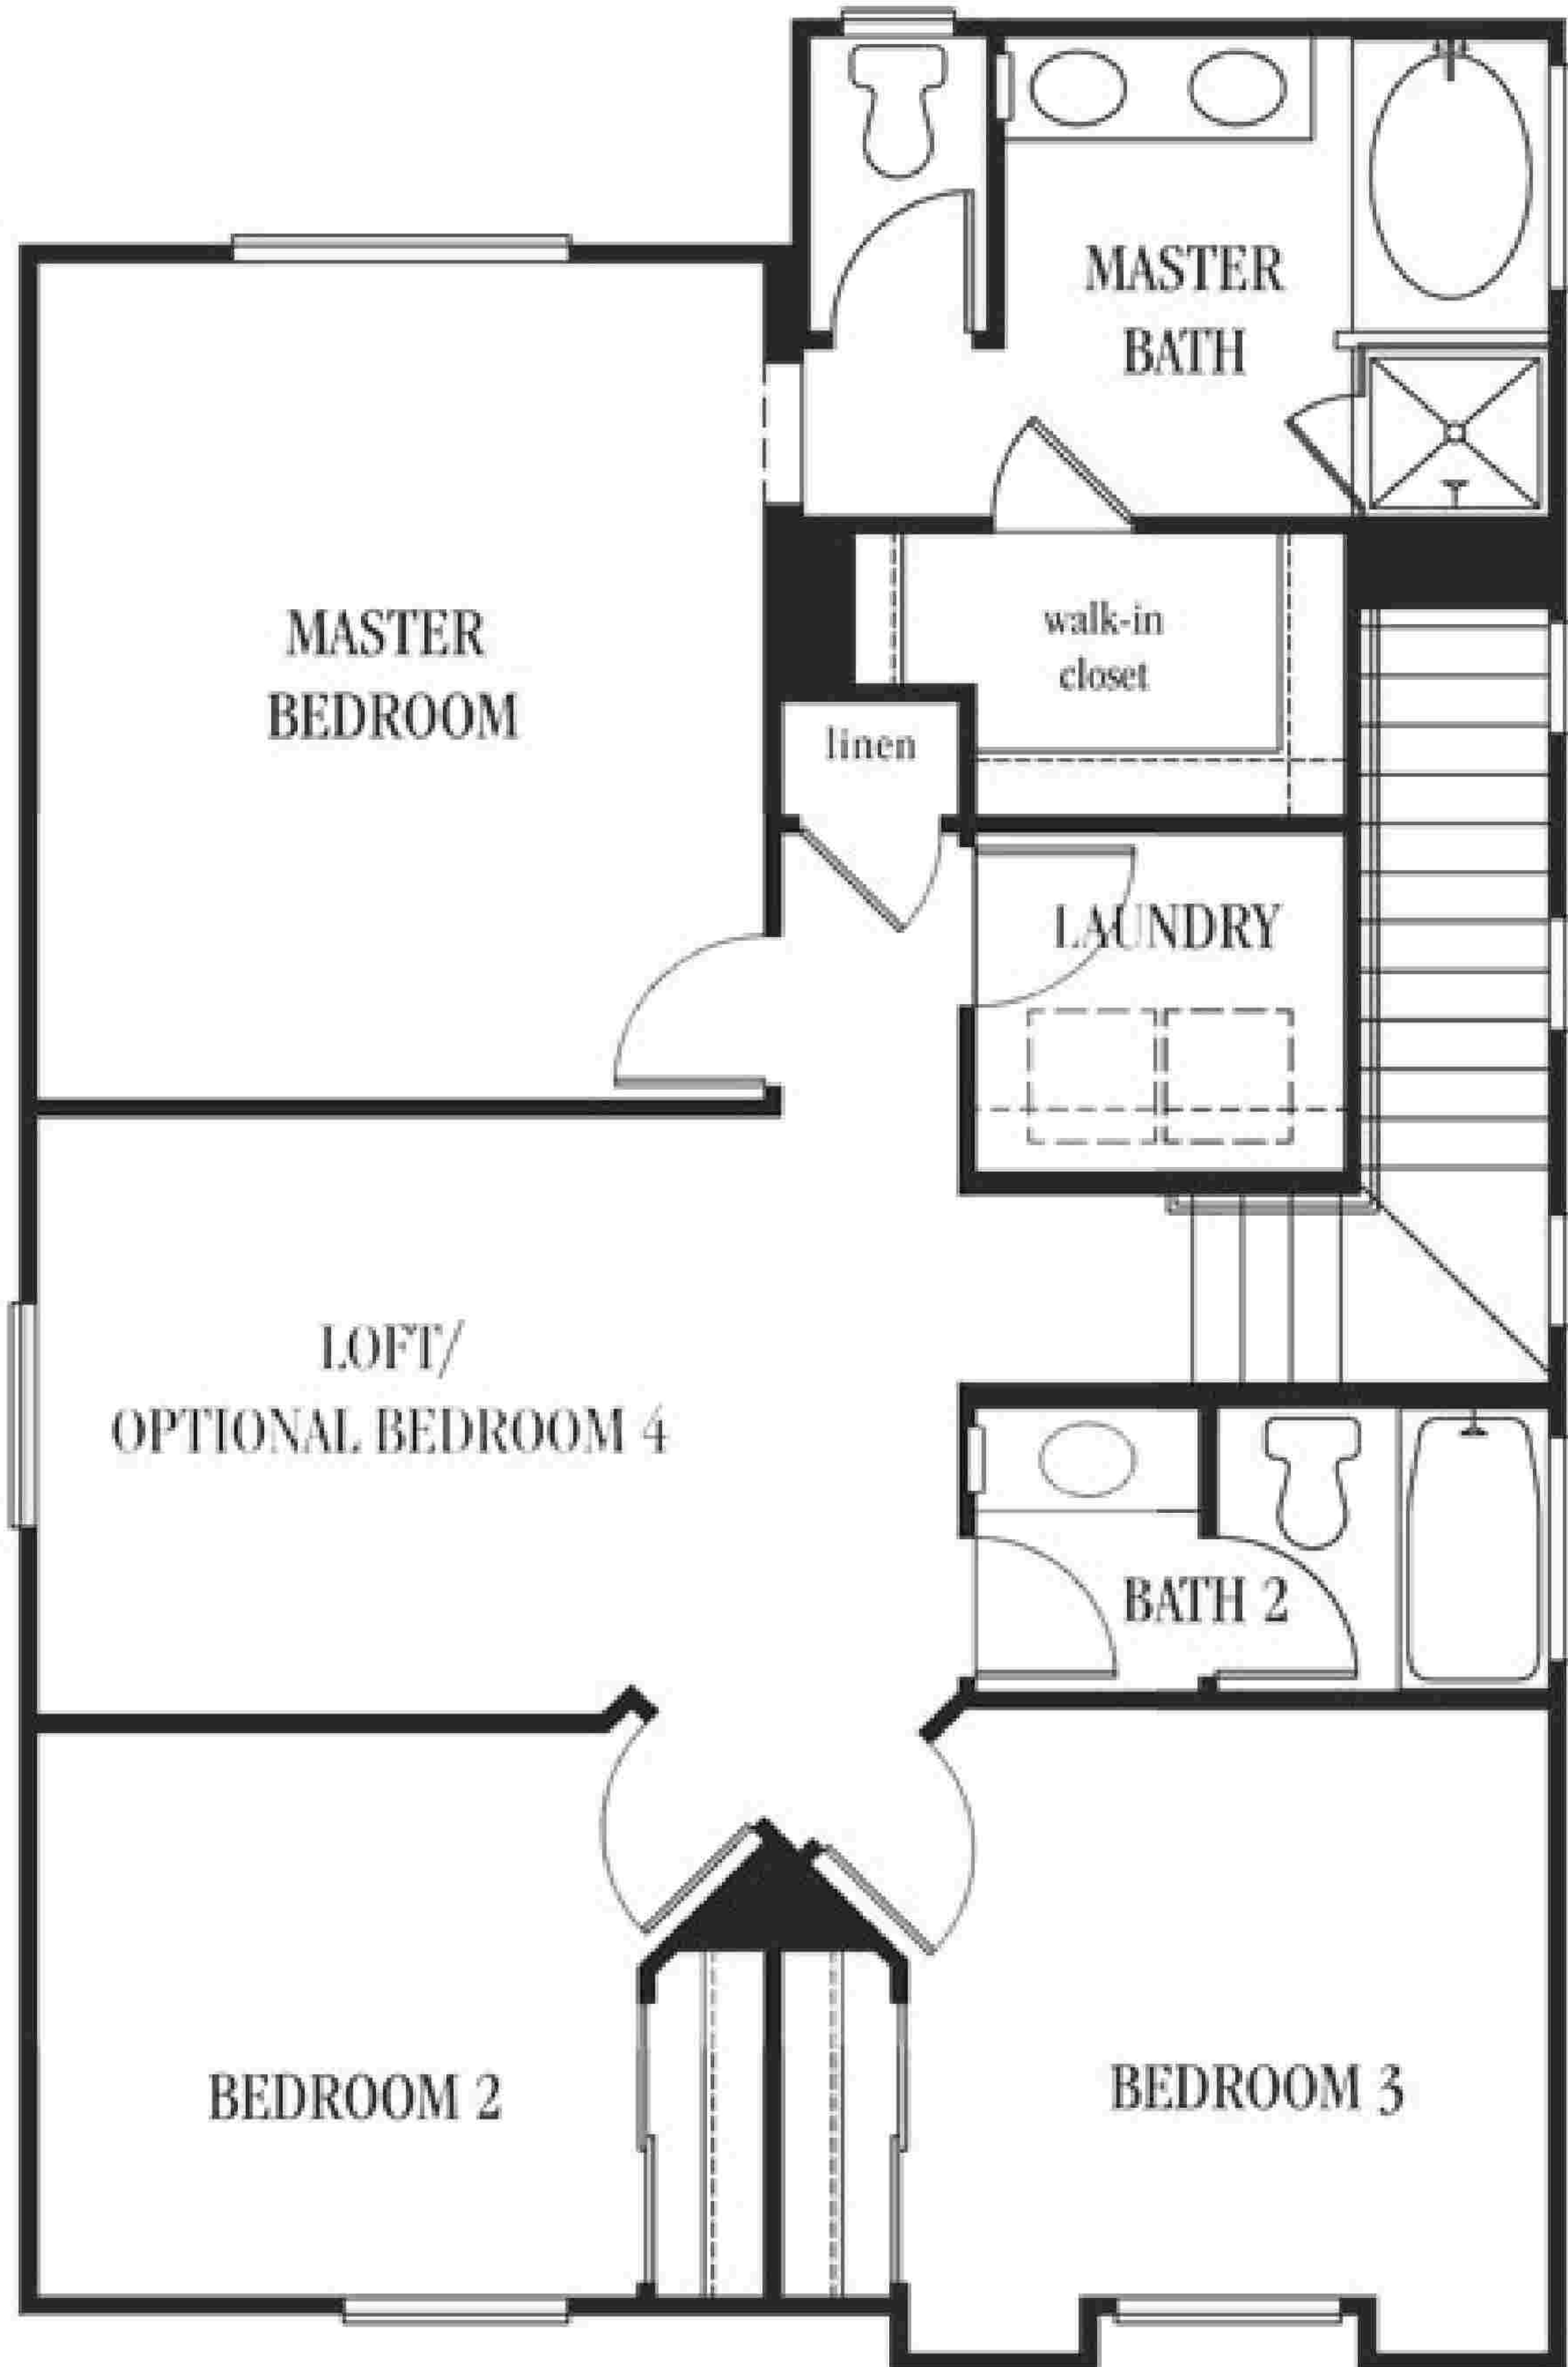 MASTER
BATH
MASTER
BEDROOM
walk-in
closet
linen
LAUNDRY
LOFT/
OPTIONAL BEDROOM 4
BATH 2
BEDROOM 2
BEDROOM 3